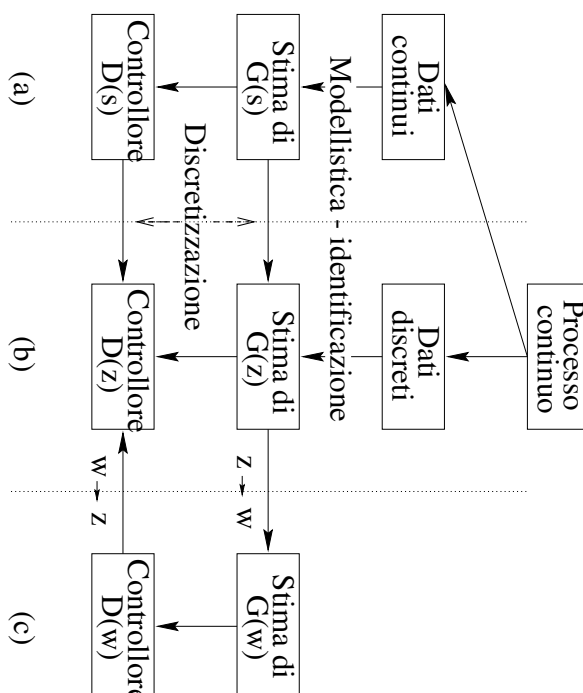 Processo
continuo
Dati
continui
Dati
discreti
Modellistica - identificazione
Stima di
G(s)
Stima di
G(z)
z → w
Stima di
G(w)
Discretizzazione
Controllore
D(s)
Controllore
D(z)
w → z
Controllore
D(w)
(a)
(b)
(c)